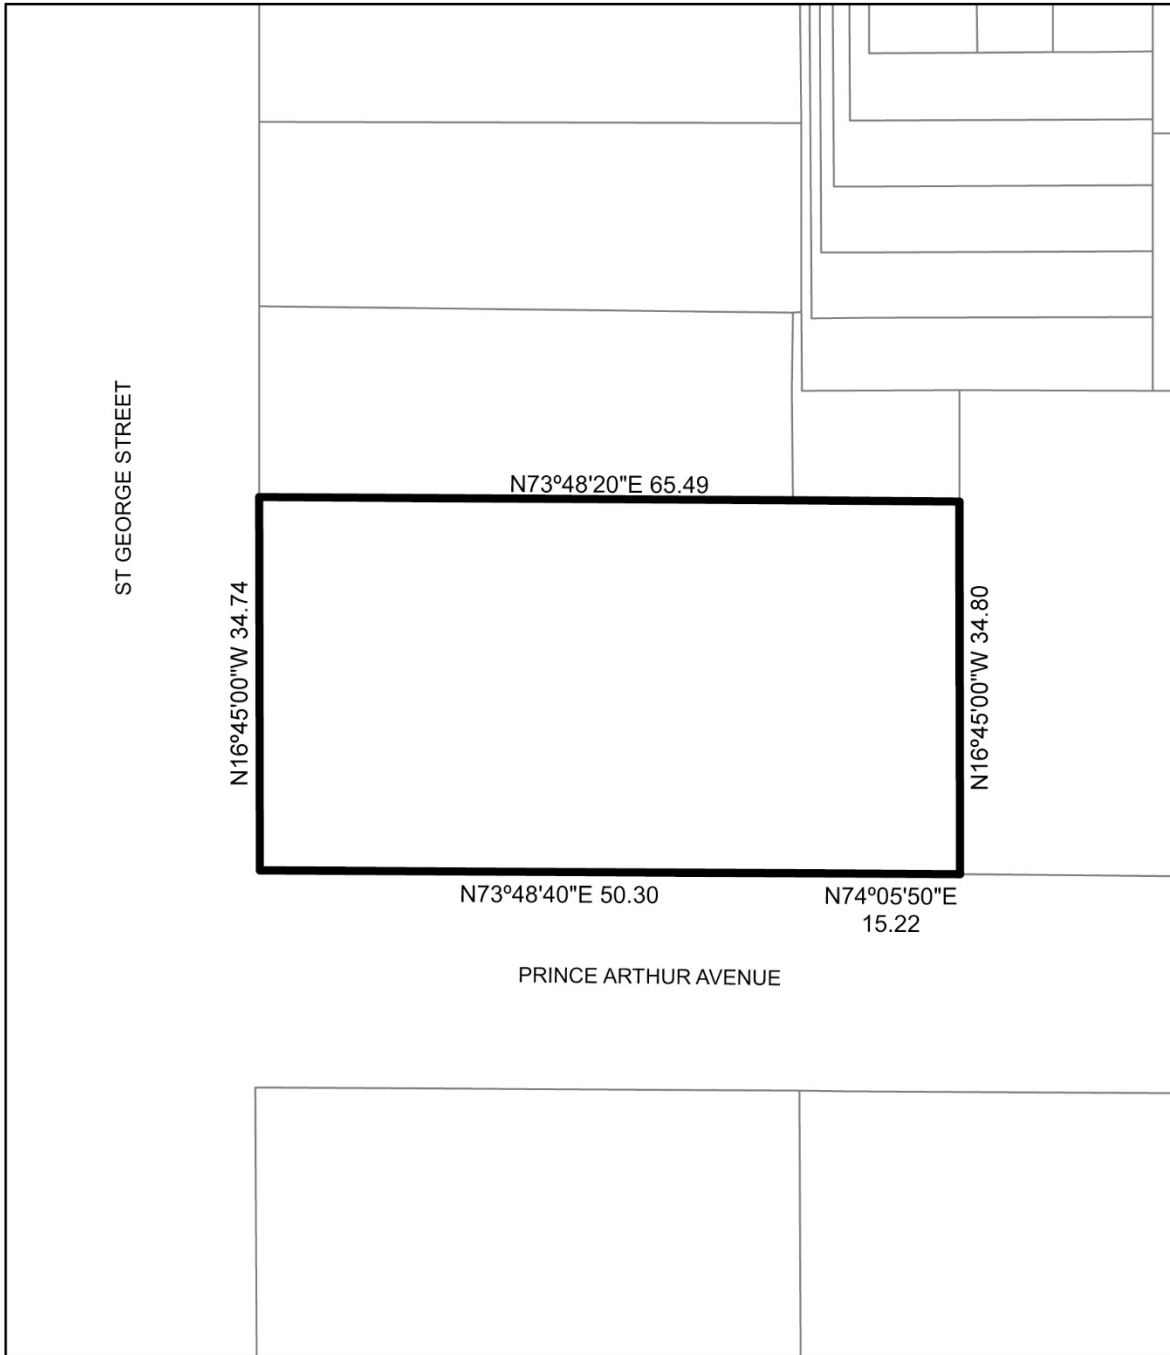 N73º48'20"E 65.49
ST GEORGE STREET
N16º45'00"W 34.74
N16º45'00"W 34.80
N73º48'40"E 50.30
N74º05'50"E
15.22
PRINCE ARTHUR AVENUE